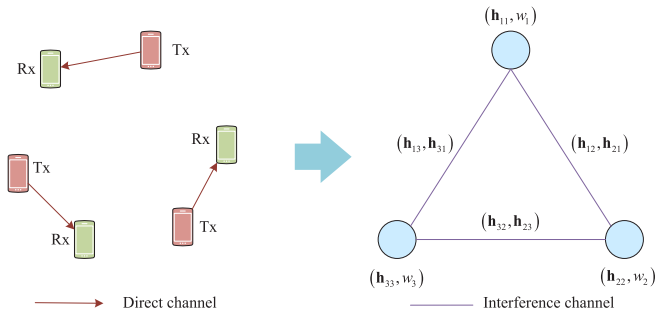 Rx
Tx
Tx
Rx
Rx
Tx
Direct channel
(h₁₁, w₁)
(h₁₃, h₃₁)
(h₁₂, h₂₁)
(h₃₂, h₂₃)
(h₃₃, w₃)
(h₂₂, w₂)
Interference channel